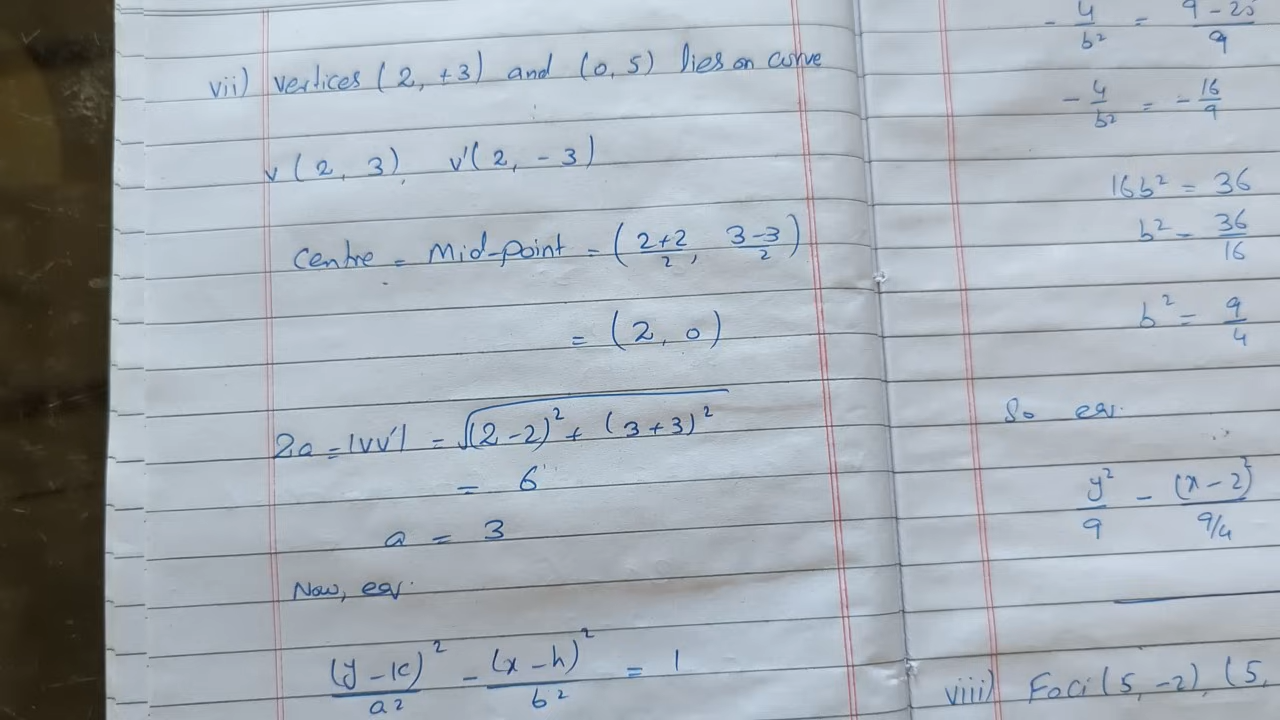 vii) vertices (2, +3) and (0, 5) lies on curve
v(2, 3), v'(2, -3)
Centre = Mid-point = (2+2/2, 3-3/2)
= (2, 0)
2a = |vv'| = √(2-2)² + (3+3)²
= 6
a = 3
Now, eq.
(y-k)²/a² - (x-h)²/b² = 1
-4/b² = 9-25/9
-4/b² = -16/9
16b² = 36
b² = 36/16
b² = 9/4
So eq.
y²/9 - (x-2)²/9/4
viii) Foci (5, -2), (5,